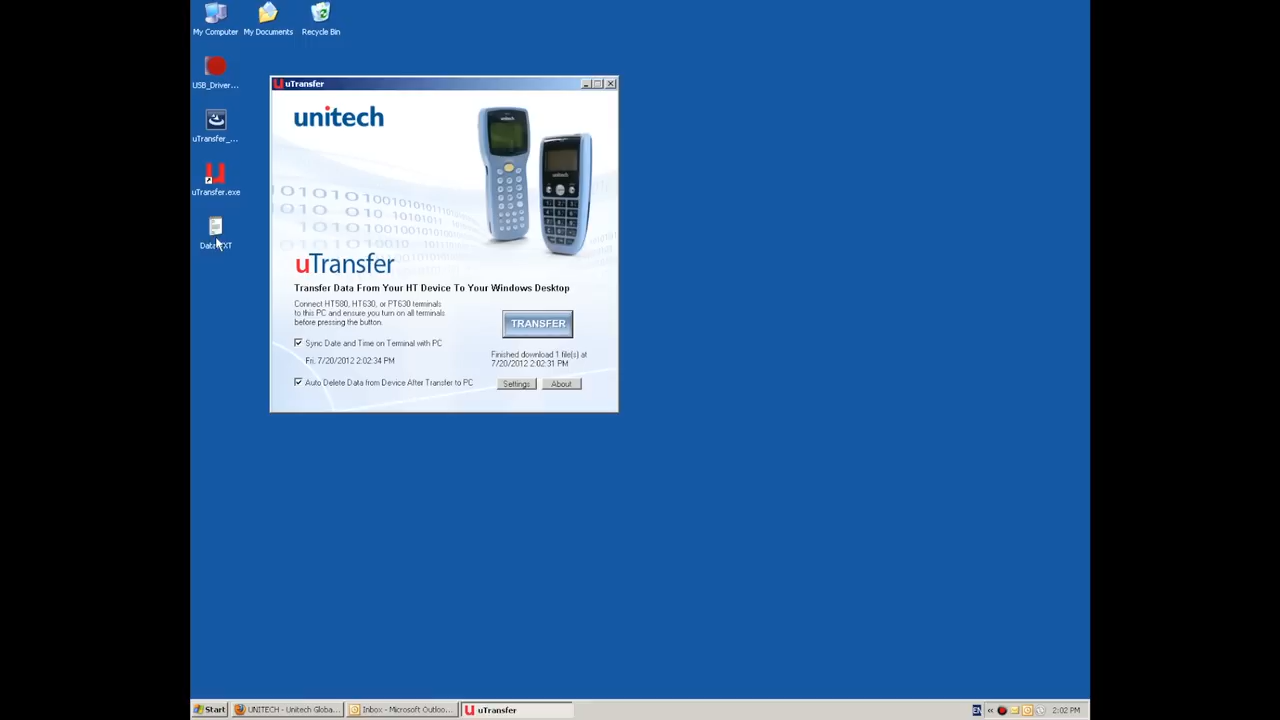 My Computer
My Documents
Recycle Bin
USB_Driver...
uTransfer_...
uTransfer.exe
uTransfer
unitech
uTransfer
Transfer Data From Your HT Device To Your Windows Desktop
Connect HT580, HT630, or PT630 terminals
to this PC and ensure you turn on all terminals
before pressing the button.
TRANSFER
Sync Date and Time on Terminal with PC
Fri, 7/20/2012 2:02:34 PM
Finished download 1 file(s) at
7/20/2012 2:02:31 PM
Auto Delete Data from Device After Transfer to PC
Settings
About
Start
UNITECH - Unitech Globa...
Inbox - Microsoft Outloo...
uTransfer
EN
2:02 PM